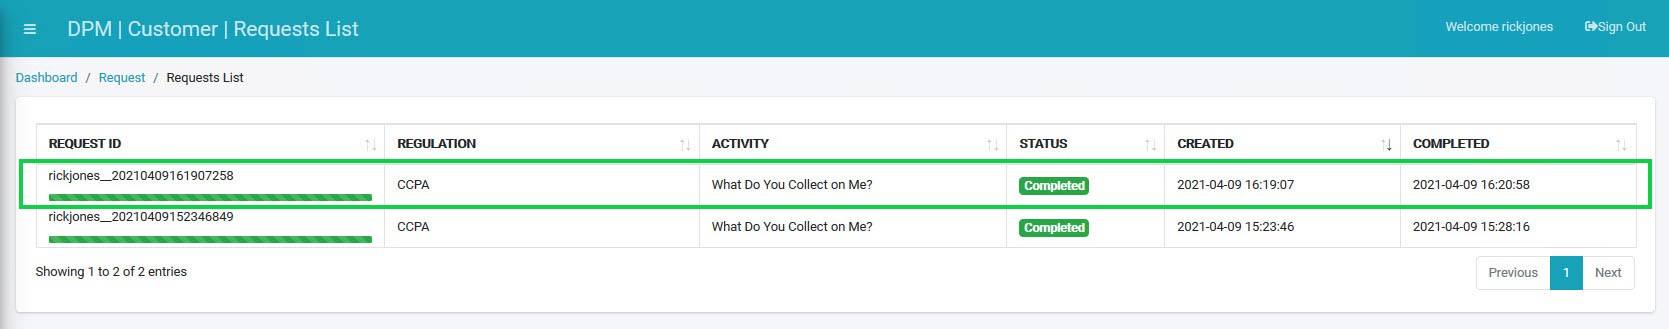 DPM | Customer | Requests List
Welcome rickjones
Sign Out
Dashboard / Request / Requests List
REQUEST ID REGULATION ACTIVITY STATUS CREATED COMPLETED
rickjones__20210409161907258 CCPA What Do You Collect on Me? Completed 2021-04-09 16:19:07 2021-04-09 16:20:58
rickjones__20210409152346849 CCPA What Do You Collect on Me? Completed 2021-04-09 15:23:46 2021-04-09 15:28:16
Showing 1 to 2 of 2 entries
Previous 1 Next